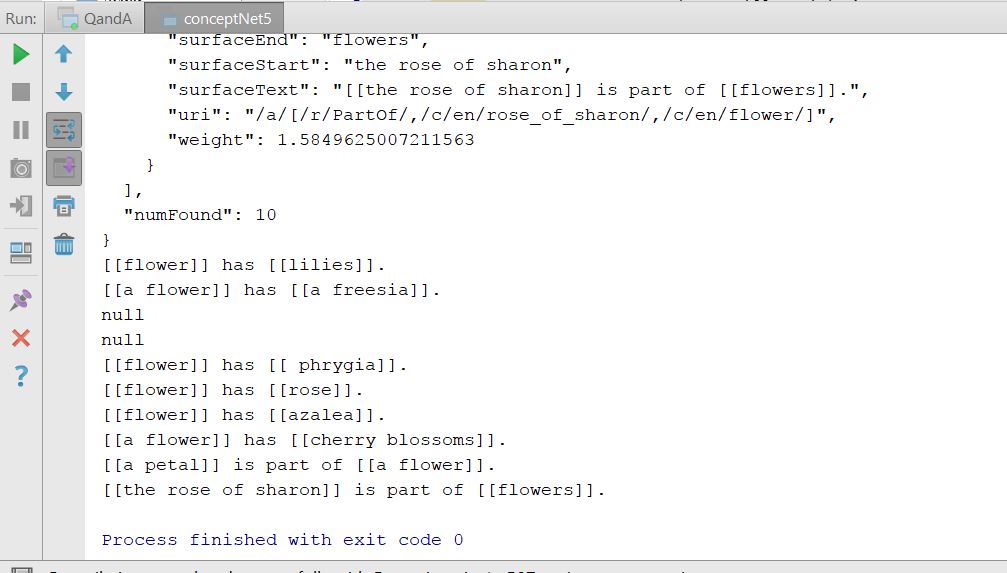 Run: QandA conceptNet5
"surfaceEnd": "flowers",
"surfaceStart": "the rose of sharon",
"surfaceText": "[[the rose of sharon]] is part of [[flowers]].",
"uri": "/a/[/r/PartOf/,/c/en/rose_of_sharon/,/c/en/flower/]",
"weight": 1.5849625007211563
}
],
"numFound": 10
}
[[flower]] has [[lilies]].
[[a flower]] has [[a freesia]].
null
null
[[flower]] has [[ phrygia]].
[[flower]] has [[rose]].
[[flower]] has [[azalea]].
[[a flower]] has [[cherry blossoms]].
[[a petal]] is part of [[a flower]].
[[the rose of sharon]] is part of [[flowers]].
Process finished with exit code 0